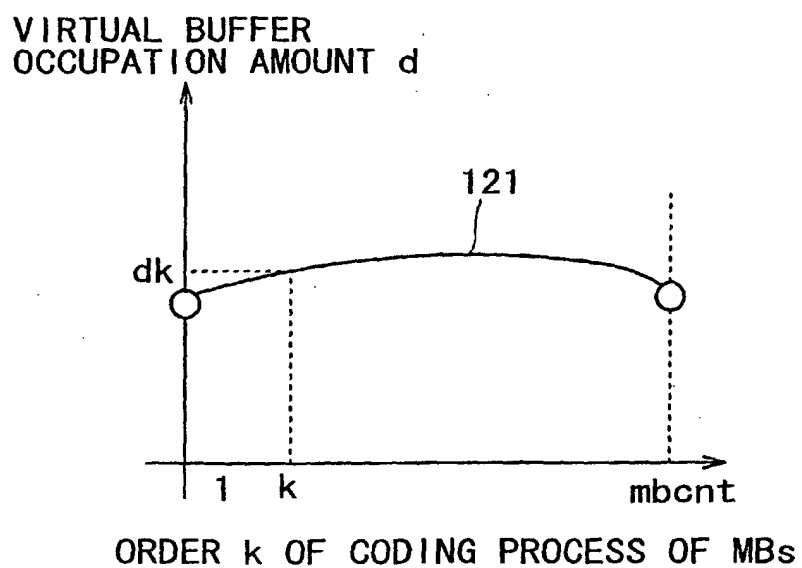 VIRTUAL BUFFER
OCCUPATION AMOUNT d
121
dk
1 k mbcnt
ORDER k OF CODING PROCESS OF MBs